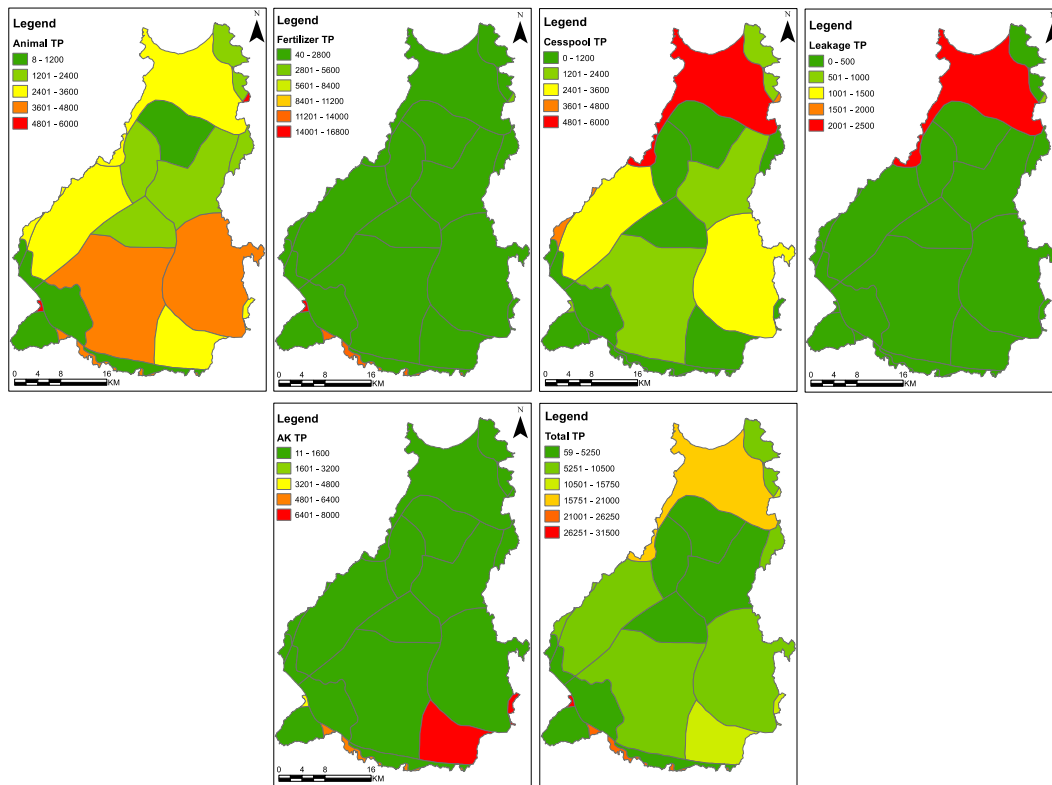 Legend
N
Animal TP
8 - 1200
1201 - 2400
2401 - 3600
3601 - 4800
4801 - 6000
0 4 8 16
KM
Legend
N
Fertilizer TP
40 - 2800
2801 - 5600
5601 - 8400
8401 - 11200
11201 - 14000
14001 - 16800
0 4 8 16
KM
Legend
N
Cesspool TP
0 - 1200
1201 - 2400
2401 - 3600
3601 - 4800
4801 - 6000
0 4 8 16
KM
Legend
N
Leakage TP
0 - 500
501 - 1000
1001 - 1500
1501 - 2000
2001 - 2500
0 4 8 16
KM
Legend
N
AK TP
11 - 1600
1601 - 3200
3201 - 4800
4801 - 6400
6401 - 8000
0 4 8 16
KM
Legend
N
Total TP
59 - 5250
5251 - 10500
10501 - 15750
15751 - 21000
21001 - 26250
26251 - 31500
0 4 8 16
KM